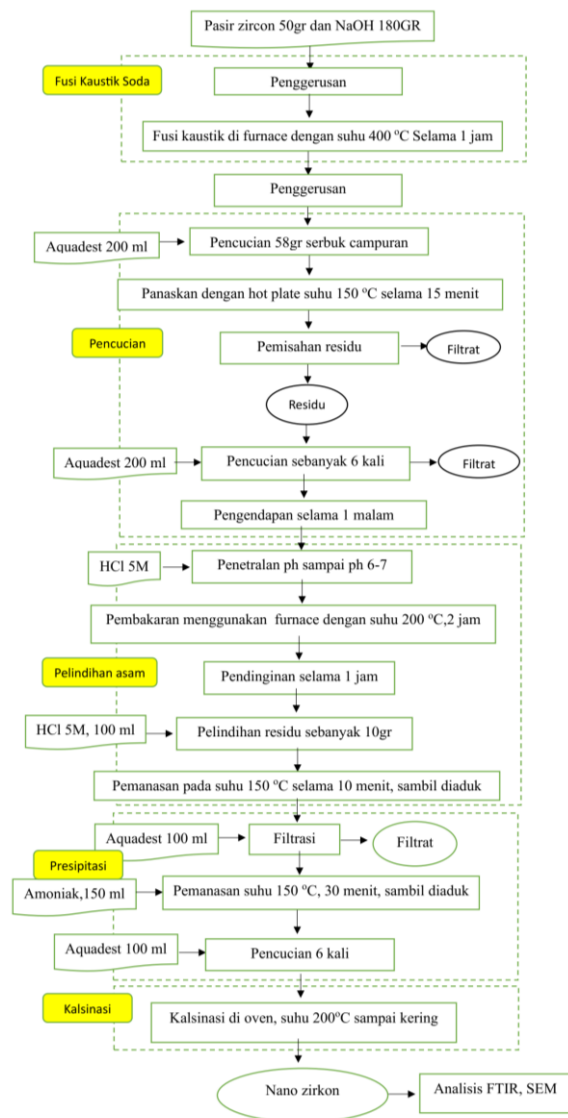 Pasir zircon 50gr dan NaOH 180GR
Fusi Kaustik Soda
Penggerusan
Fusi kaustik di furnace dengan suhu 400 °C Selama 1 jam
Penggerusan
Aquadest 200 ml
Pencucian 58gr serbuk campuran
Panaskan dengan hot plate suhu 150 °C selama 15 menit
Pencucian
Pemisahan residu
Filtrat
Residu
Aquadest 200 ml
Pencucian sebanyak 6 kali
Filtrat
Pengendapan selama 1 malam
HCl 5M
Penetralan ph sampai ph 6-7
Pembakaran menggunakan furnace dengan suhu 200 °C,2 jam
Pelindihan asam
Pendinginan selama 1 jam
HCl 5M, 100 ml
Pelindihan residu sebanyak 10gr
Pemanasan pada suhu 150 °C selama 10 menit, sambil diaduk
Aquadest 100 ml
Filtrasi
Filtrat
Presipitasi
Amoniak,150 ml
Pemanasan suhu 150 °C, 30 menit, sambil diaduk
Aquadest 100 ml
Pencucian 6 kali
Kalsinasi
Kalsinasi di oven, suhu 200°C sampai kering
Nano zirkon
Analisis FTIR, SEM